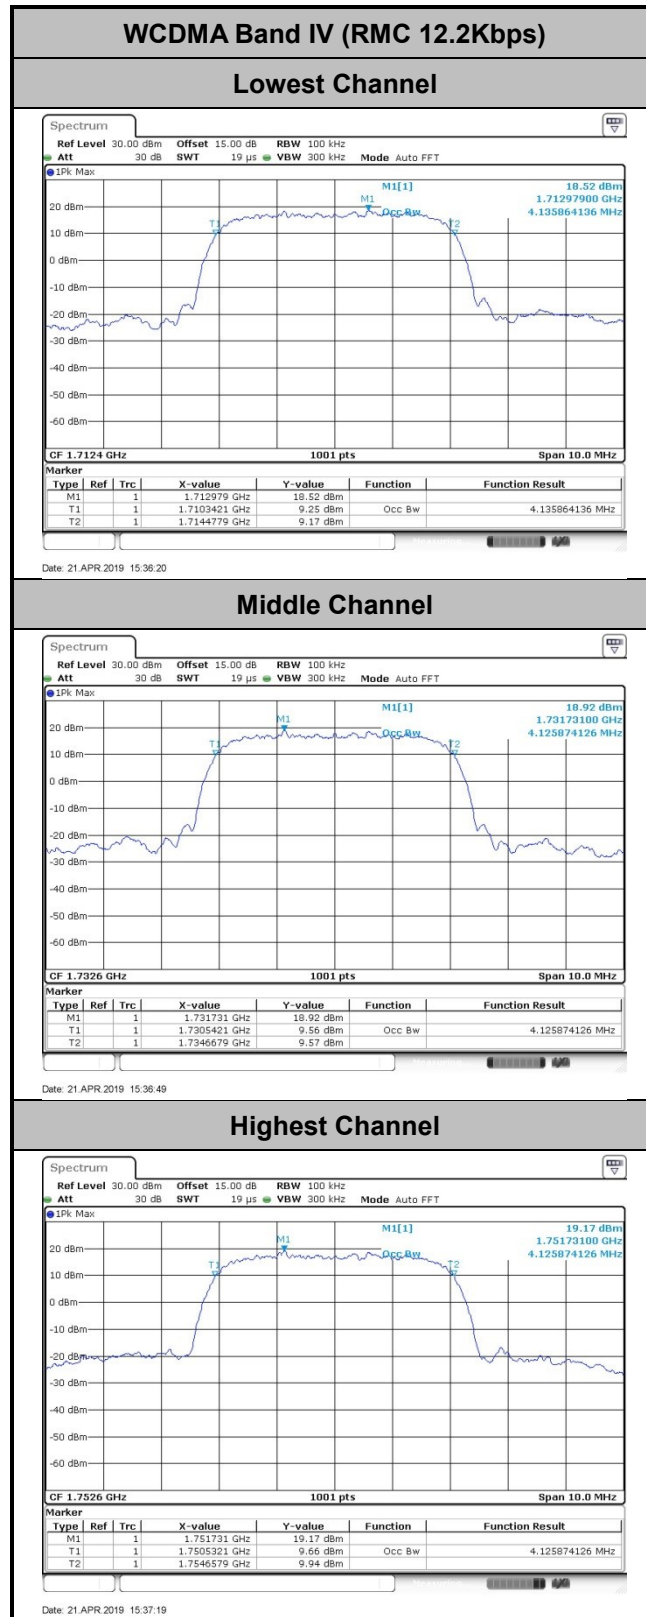 WCDMA Band IV (RMC 12.2Kbps)
Lowest Channel
Spectrum
Ref Level 30.00 dBm Offset 15.00 dB RBW 100 kHz
Att 30 dB SWT 19 µs VBW 300 kHz Mode Auto FFT
1Pk Max
M1[1] 18.52 dBm
1.71297900 GHz
Occ Bw 4.135864136 MHz
M1
T1
T2
20 dBm
10 dBm
0 dBm
-10 dBm
-20 dBm
-30 dBm
-40 dBm
-50 dBm
-60 dBm
CF 1.7124 GHz 1001 pts Span 10.0 MHz
Marker
Type Ref Trc X-value Y-value Function Function Result
M1 1 1.712979 GHz 18.52 dBm
T1 1 1.7103421 GHz 9.25 dBm Occ Bw 4.135864136 MHz
T2 1 1.7144779 GHz 9.17 dBm
Date: 21.APR.2019 15:36:20
Middle Channel
Spectrum
Ref Level 30.00 dBm Offset 15.00 dB RBW 100 kHz
Att 30 dB SWT 19 µs VBW 300 kHz Mode Auto FFT
1Pk Max
M1[1] 18.92 dBm
1.73173100 GHz
Occ Bw 4.125874126 MHz
M1
T1
T2
20 dBm
10 dBm
0 dBm
-10 dBm
-20 dBm
-30 dBm
-40 dBm
-50 dBm
-60 dBm
CF 1.7326 GHz 1001 pts Span 10.0 MHz
Marker
Type Ref Trc X-value Y-value Function Function Result
M1 1 1.731731 GHz 18.92 dBm
T1 1 1.7305421 GHz 9.56 dBm Occ Bw 4.125874126 MHz
T2 1 1.7346679 GHz 9.57 dBm
Date: 21.APR.2019 15:36:49
Highest Channel
Spectrum
Ref Level 30.00 dBm Offset 15.00 dB RBW 100 kHz
Att 30 dB SWT 19 µs VBW 300 kHz Mode Auto FFT
1Pk Max
M1[1] 19.17 dBm
1.75173100 GHz
Occ Bw 4.125874126 MHz
M1
T1
T2
20 dBm
10 dBm
0 dBm
-10 dBm
-20 dBm
-30 dBm
-40 dBm
-50 dBm
-60 dBm
CF 1.7526 GHz 1001 pts Span 10.0 MHz
Marker
Type Ref Trc X-value Y-value Function Function Result
M1 1 1.751731 GHz 19.17 dBm
T1 1 1.7505321 GHz 9.66 dBm Occ Bw 4.125874126 MHz
T2 1 1.7546579 GHz 9.94 dBm
Date: 21.APR.2019 15:37:19